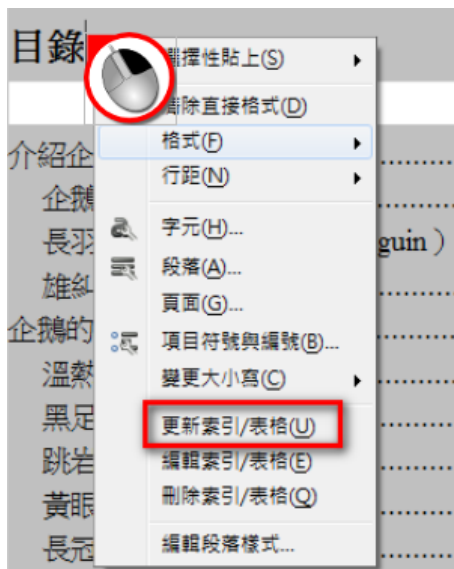 目錄
擇性貼上(S)
除直接格式(D)
介紹企
格式(F)
行距(N)
企鵝
字元(H)...
長羽
guin）
段落(A)...
雄糾
頁面(G)...
企鵝的
項目符號與編號(B)...
溫熱
變更大小寫(C)
黑足
更新索引/表格(U)
跳岩
編輯索引/表格(E)
黃眼
刪除索引/表格(Q)
長冠
編輯段落樣式...